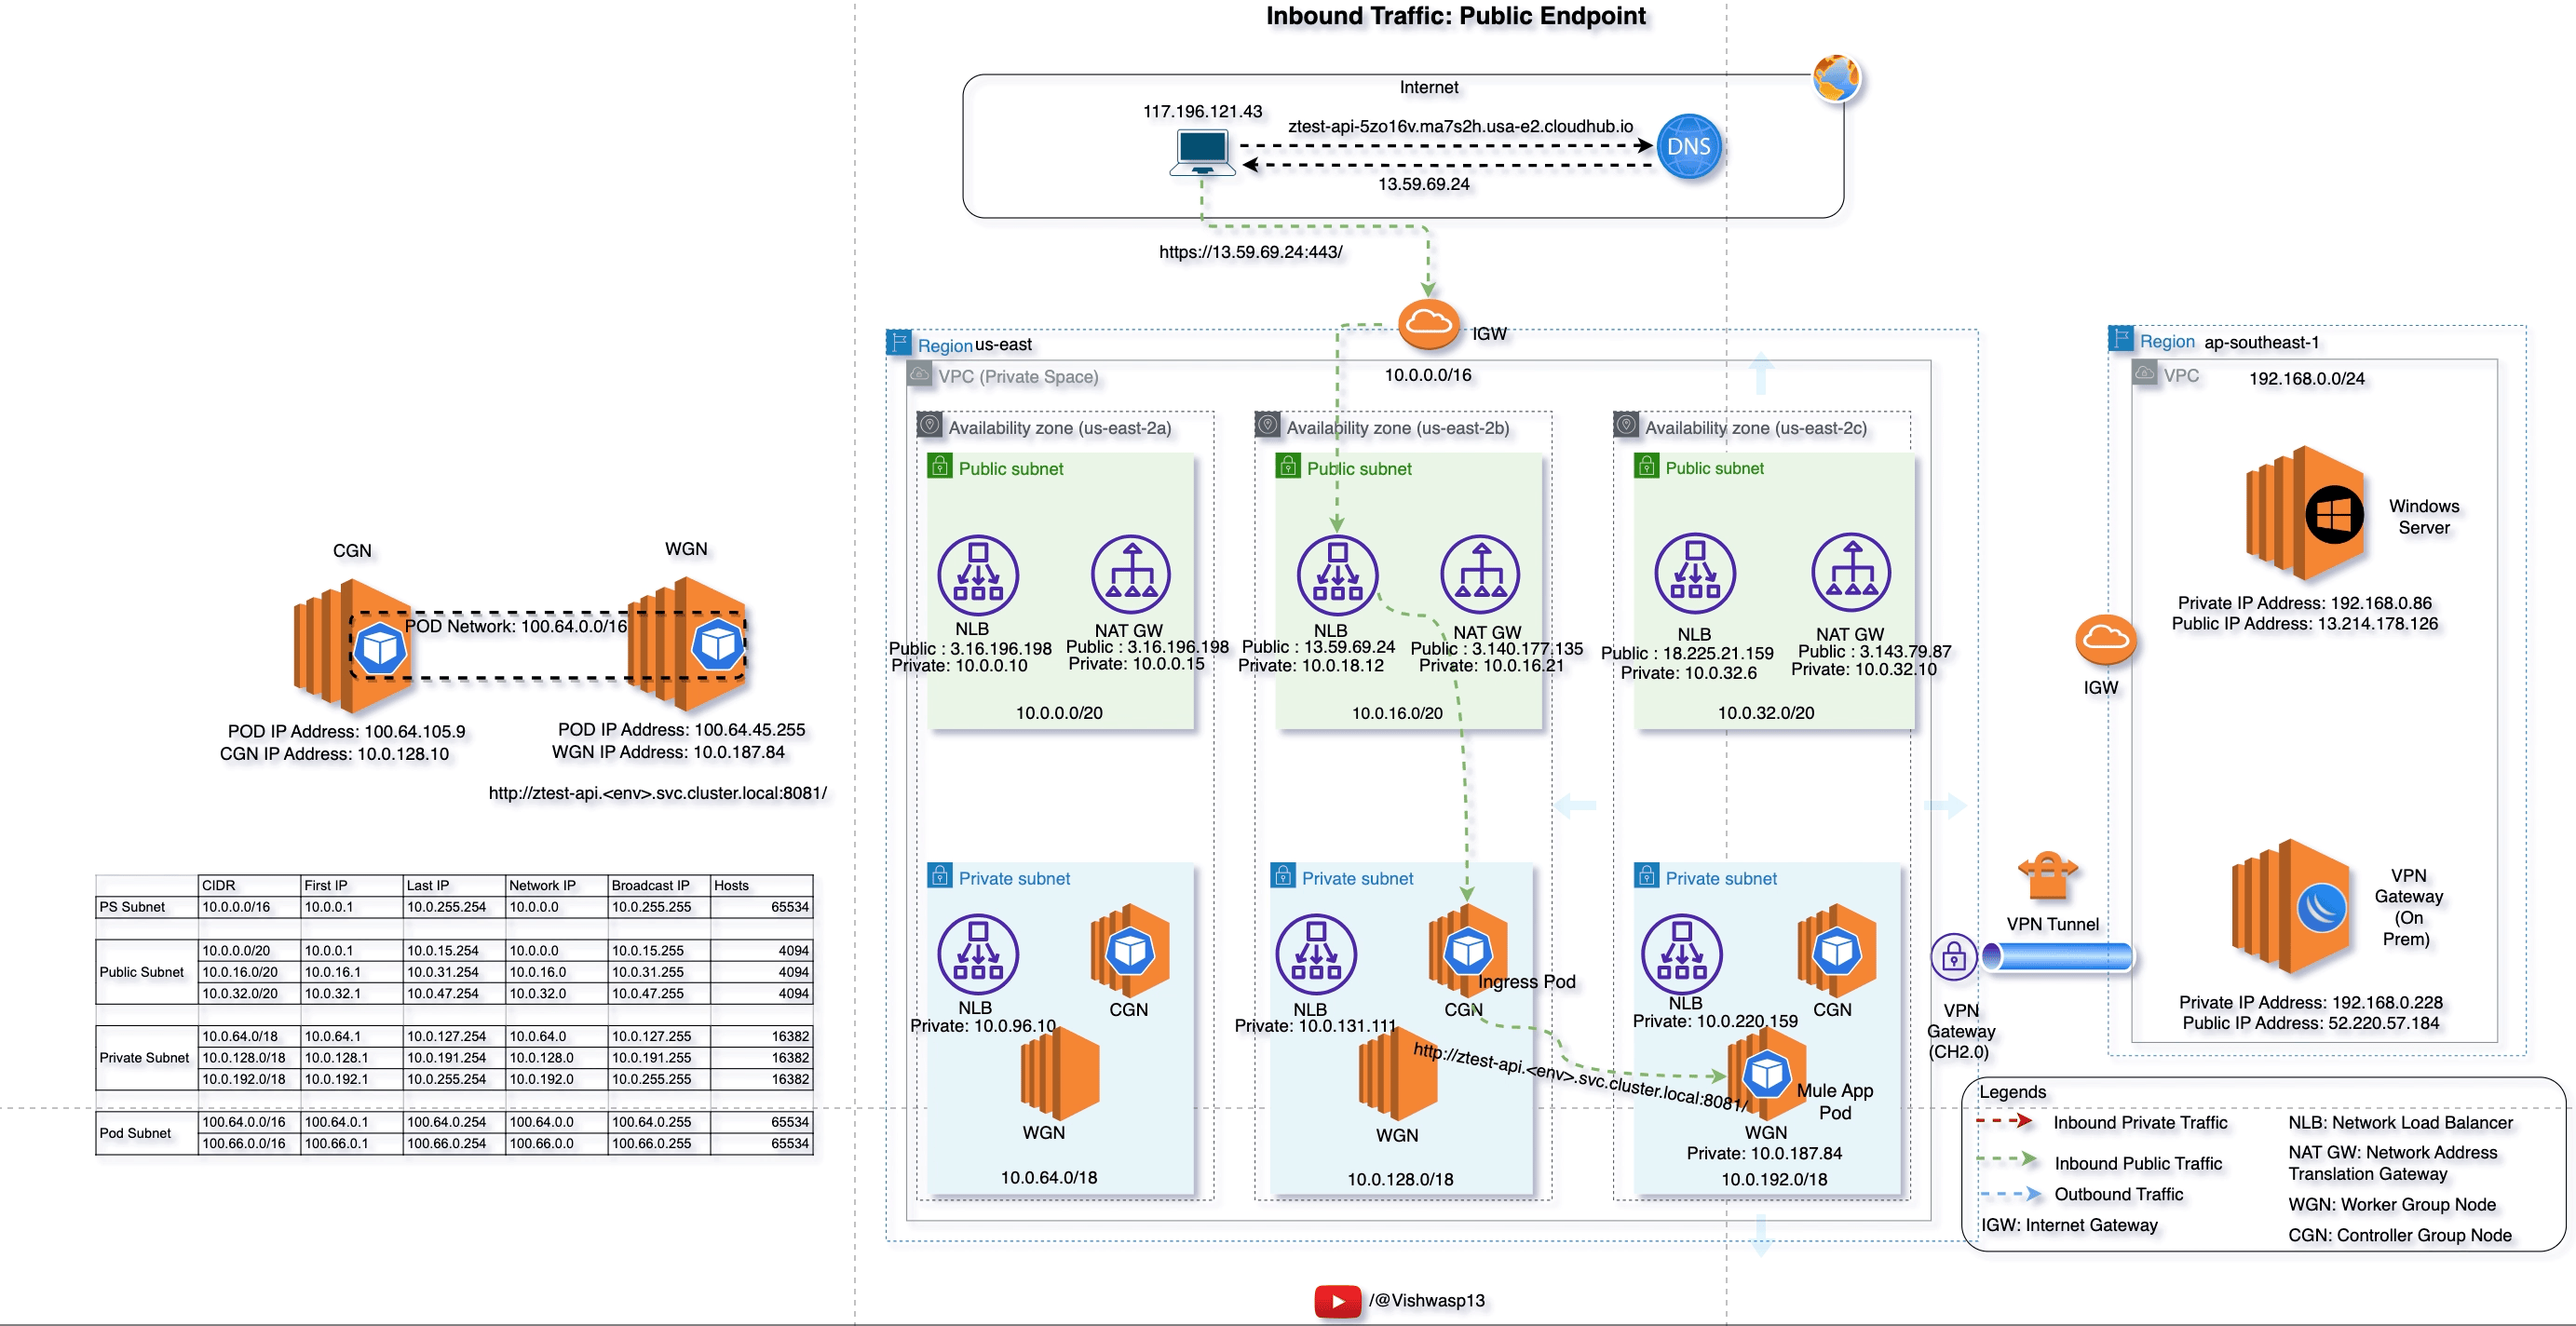 Inbound Traffic: Public Endpoint
Internet
117.196.121.43
ztest-api-5zo16v.ma7s2h.usa-e2.cloudhub.io
DNS
13.59.69.24
https://13.59.69.24:443/
IGW
Region us-east
VPC (Private Space)
10.0.0.0/16
Availability zone (us-east-2a)
Public subnet
NLB
Public : 3.16.196.198
Private: 10.0.0.10
NAT GW
Public : 3.16.196.198
Private: 10.0.0.15
10.0.0.0/20
Availability zone (us-east-2b)
Public subnet
NLB
Public : 13.59.69.24
Private: 10.0.18.12
NAT GW
Public : 3.140.177.135
Private: 10.0.16.21
10.0.16.0/20
Availability zone (us-east-2c)
Public subnet
NLB
Public : 18.225.21.159
Private: 10.0.32.6
NAT GW
Public : 3.143.79.87
Private: 10.0.32.10
10.0.32.0/20
Private subnet
NLB
Private: 10.0.96.10
CGN
WGN
10.0.64.0/18
Private subnet
NLB
Private: 10.0.131.111
Ingress Pod
CGN
WGN
10.0.128.0/18
http://ztest-api.<env>.svc.cluster.local:8081/
Private subnet
NLB
Private: 10.0.220.159
CGN
Mule App
Pod
WGN
Private: 10.0.187.84
10.0.192.0/18
CGN
WGN
POD Network: 100.64.0.0/16
POD IP Address: 100.64.105.9
CGN IP Address: 10.0.128.10
POD IP Address: 100.64.45.255
WGN IP Address: 10.0.187.84
http://ztest-api.<env>.svc.cluster.local:8081/
CIDR First IP Last IP Network IP Broadcast IP Hosts
PS Subnet 10.0.0.0/16 10.0.0.1 10.0.255.254 10.0.0.0 10.0.255.255 65534
Public Subnet
10.0.0.0/20 10.0.0.1 10.0.15.254 10.0.0.0 10.0.15.255 4094
10.0.16.0/20 10.0.16.1 10.0.31.254 10.0.16.0 10.0.31.255 4094
10.0.32.0/20 10.0.32.1 10.0.47.254 10.0.32.0 10.0.47.255 4094
Private Subnet
10.0.64.0/18 10.0.64.1 10.0.127.254 10.0.64.0 10.0.127.255 16382
10.0.128.0/18 10.0.128.1 10.0.191.254 10.0.128.0 10.0.191.255 16382
10.0.192.0/18 10.0.192.1 10.0.255.254 10.0.192.0 10.0.255.255 16382
Pod Subnet
100.64.0.0/16 100.64.0.1 100.64.0.254 100.64.0.0 100.64.0.255 65534
100.66.0.0/16 100.66.0.1 100.66.0.254 100.66.0.0 100.66.0.255 65534
Region ap-southeast-1
VPC
192.168.0.0/24
Windows
Server
Private IP Address: 192.168.0.86
Public IP Address: 13.214.178.126
IGW
VPN Tunnel
VPN
Gateway
(CH2.0)
VPN
Gateway
(On
Prem)
Private IP Address: 192.168.0.228
Public IP Address: 52.220.57.184
Legends
Inbound Private Traffic
Inbound Public Traffic
Outbound Traffic
IGW: Internet Gateway
NLB: Network Load Balancer
NAT GW: Network Address
Translation Gateway
WGN: Worker Group Node
CGN: Controller Group Node
/@Vishwasp13